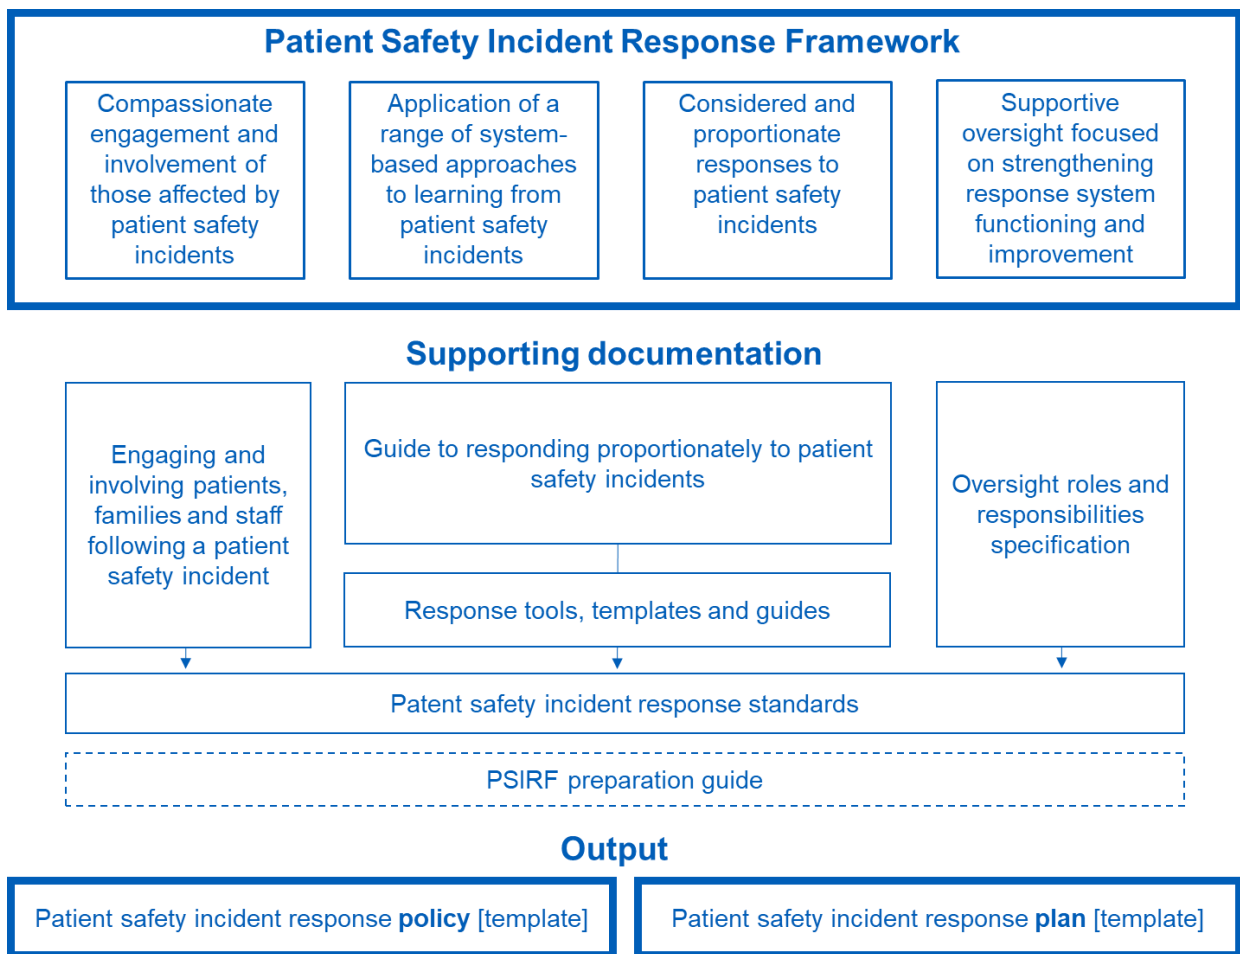 Patient Safety Incident Response Framework
Compassionate
engagement and
involvement of
those affected by
patient safety
incidents
Application of a
range of system-
based approaches
to learning from
patient safety
incidents
Considered and
proportionate
responses to
patient safety
incidents
Supportive
oversight focused
on strengthening
response system
functioning and
improvement
Supporting documentation
Engaging and
involving patients,
families and staff
following a patient
safety incident
Guide to responding proportionately to patient
safety incidents
Response tools, templates and guides
Oversight roles and
responsibilities
specification
Patent safety incident response standards
PSIRF preparation guide
Output
Patient safety incident response policy [template]
Patient safety incident response plan [template]